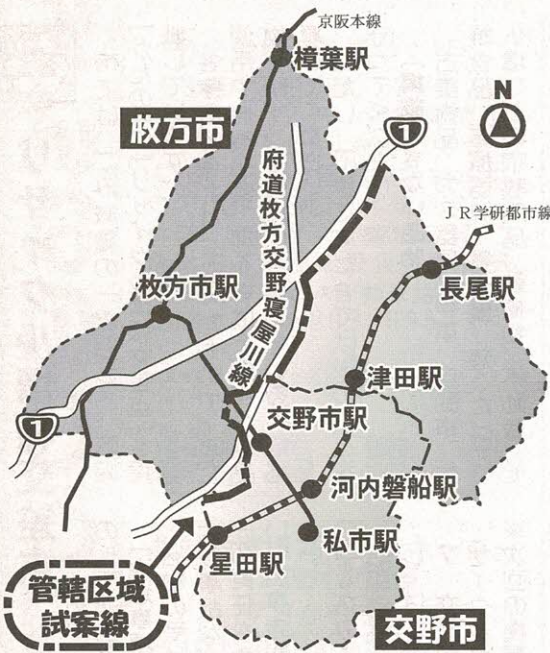 京阪本線
樟葉駅
枚方市
N
1
府道枚方交野寝屋川線
JR学研都市線
長尾駅
枚方市駅
津田駅
1
交野市駅
河内磐船駅
星田駅
私市駅
管轄区域
試案線
交野市